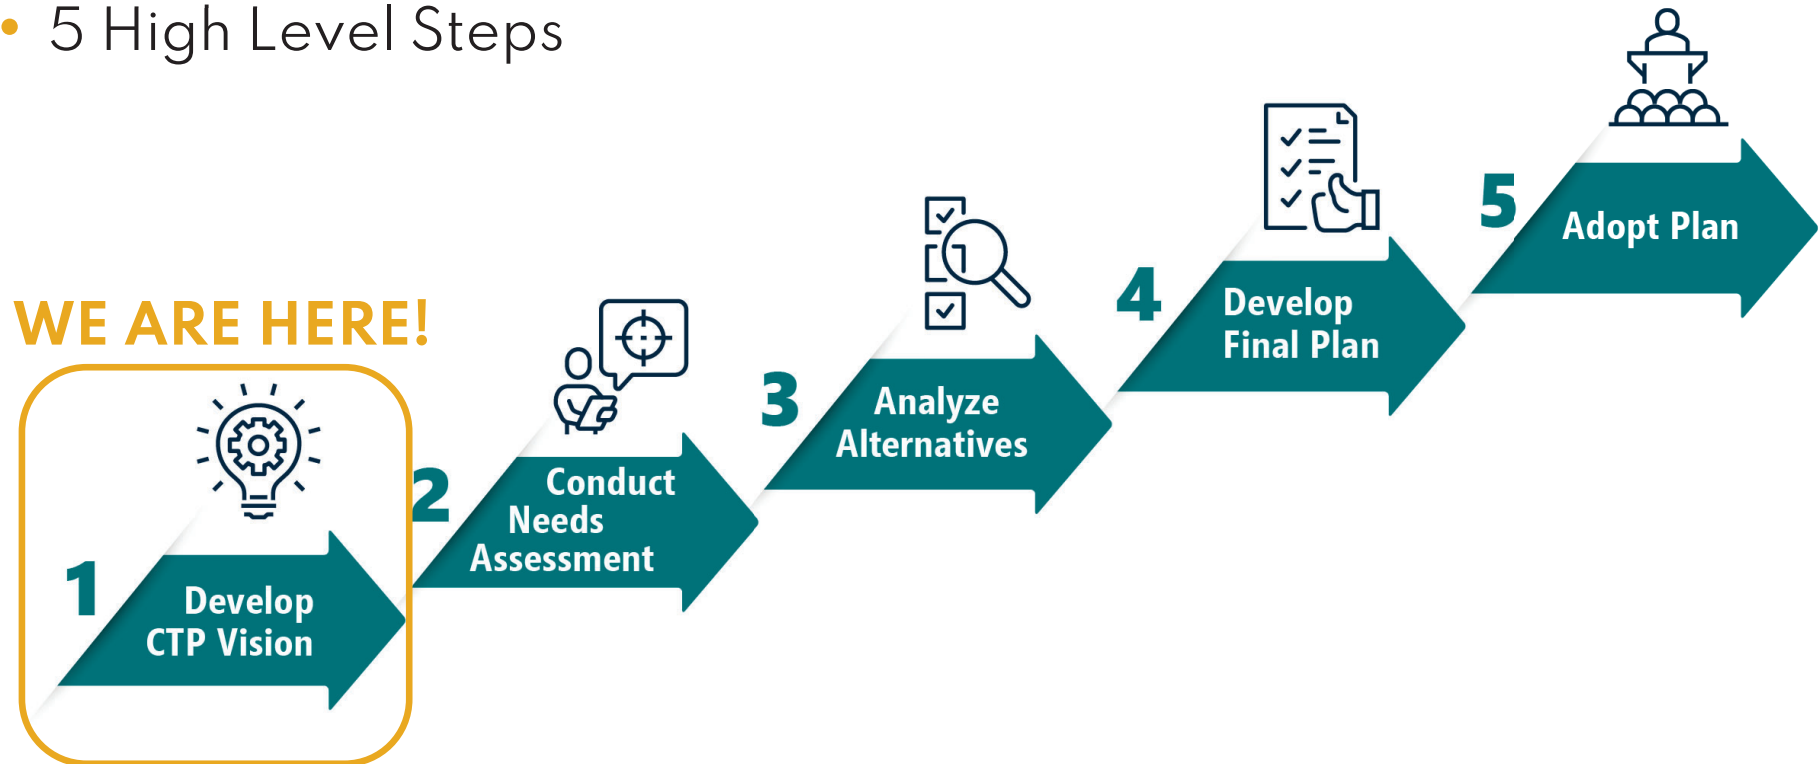 • 5 High Level Steps
WE ARE HERE!
1
Develop
CTP Vision
2
Conduct
Needs
Assessment
3
Analyze
Alternatives
4
Develop
Final Plan
5
Adopt Plan